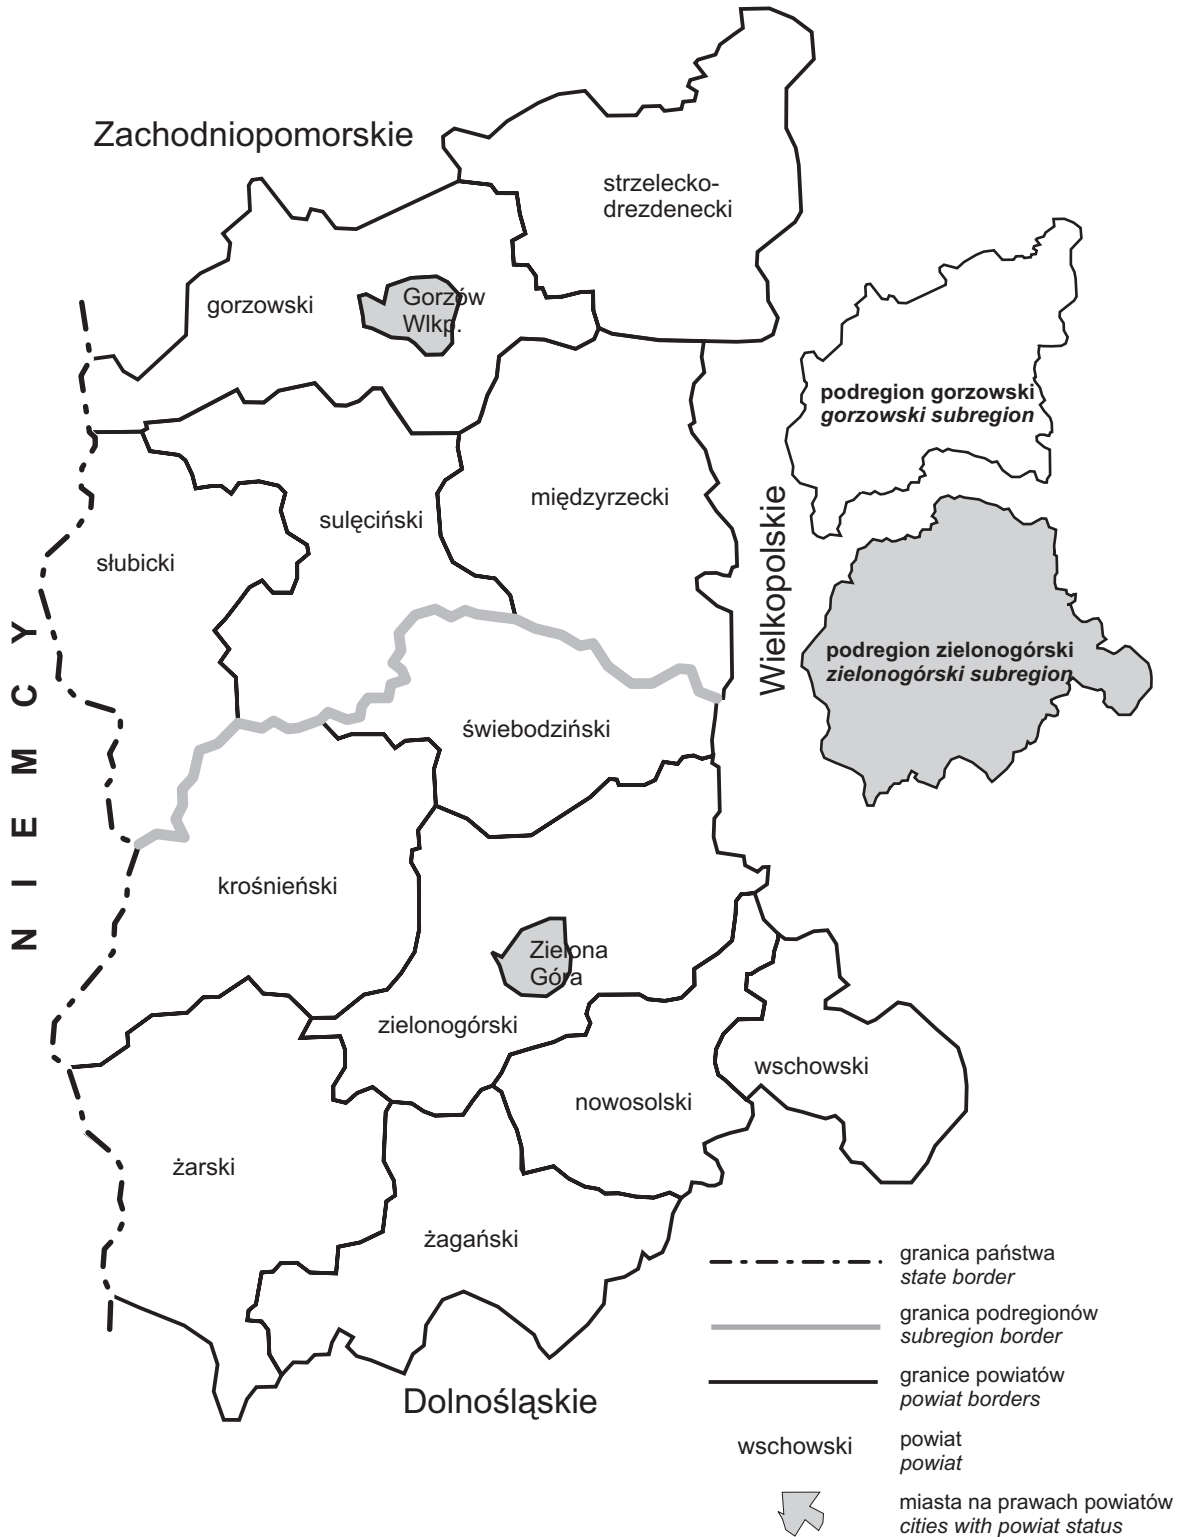 Zachodniopomorskie
strzelecko-
drezdenecki
gorzowski
Gorzów
Wlkp.
podregion gorzowski
gorzowski subregion
międzyrzecki
sulęciński
słubicki
Wielkopolskie
NIEMCY
podregion zielonogórski
zielonogórski subregion
świebodziński
krośnieński
Zielona
Góra
zielonogórski
wschowski
nowosolski
żarski
żagański
Dolnośląskie
granica państwa
state border
granica podregionów
subregion border
granice powiatów
powiat borders
wschowski
powiat
powiat
miasta na prawach powiatów
cities with powiat status